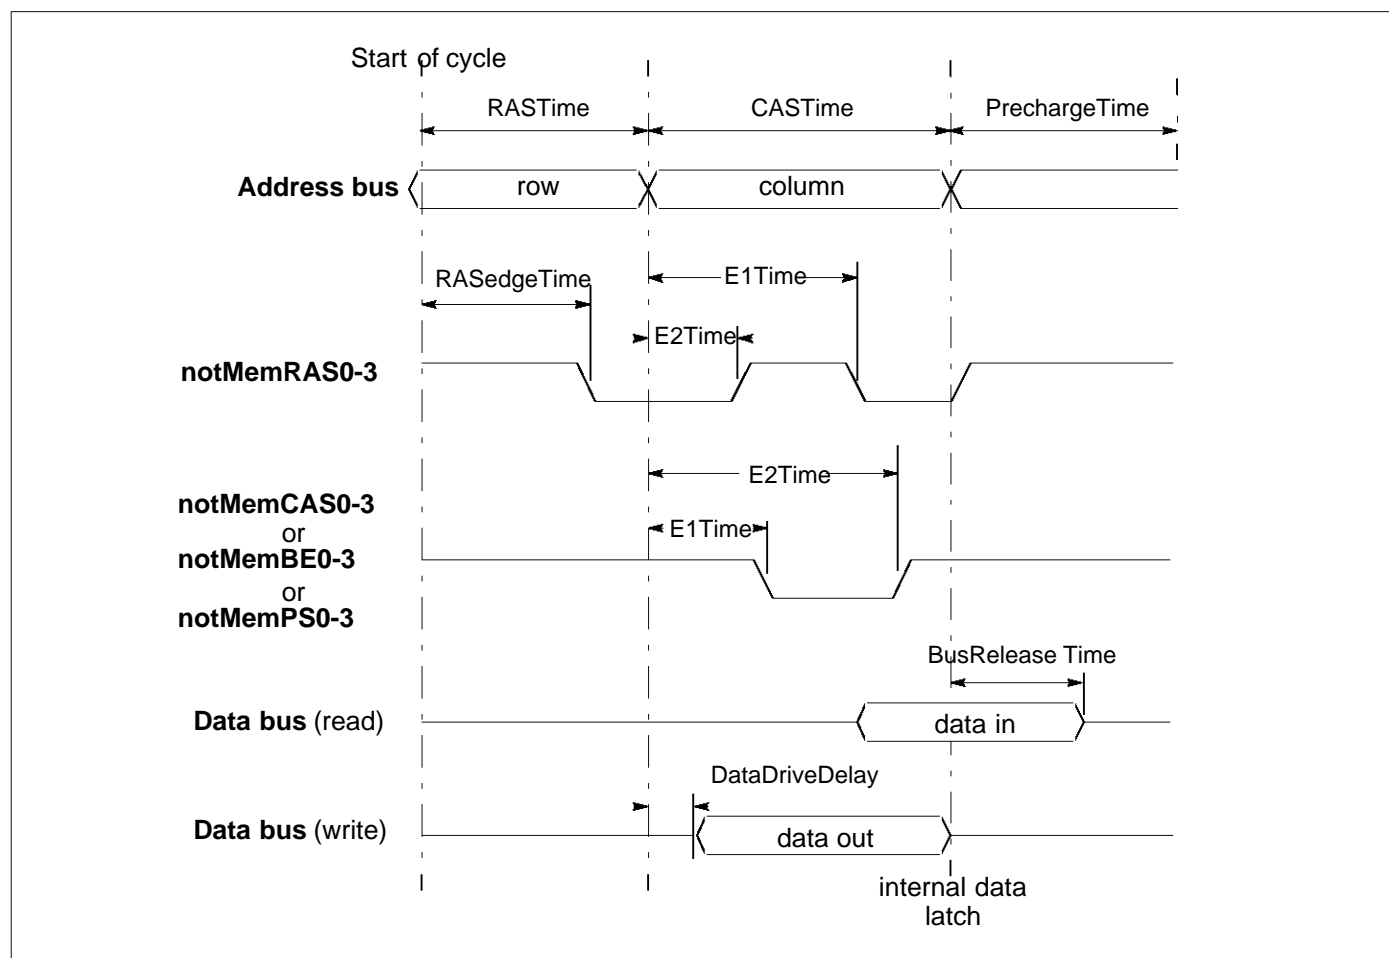 Start of cycle
RASTime CASTime PrechargeTime
Address bus row column
RASedgeTime E1Time
E2Time
notMemRAS0-3
E2Time
notMemCAS0-3
or
E1Time
notMemBE0-3
or
notMemPS0-3
BusRelease Time
Data bus (read) data in
DataDriveDelay
Data bus (write) data out
internal data
latch